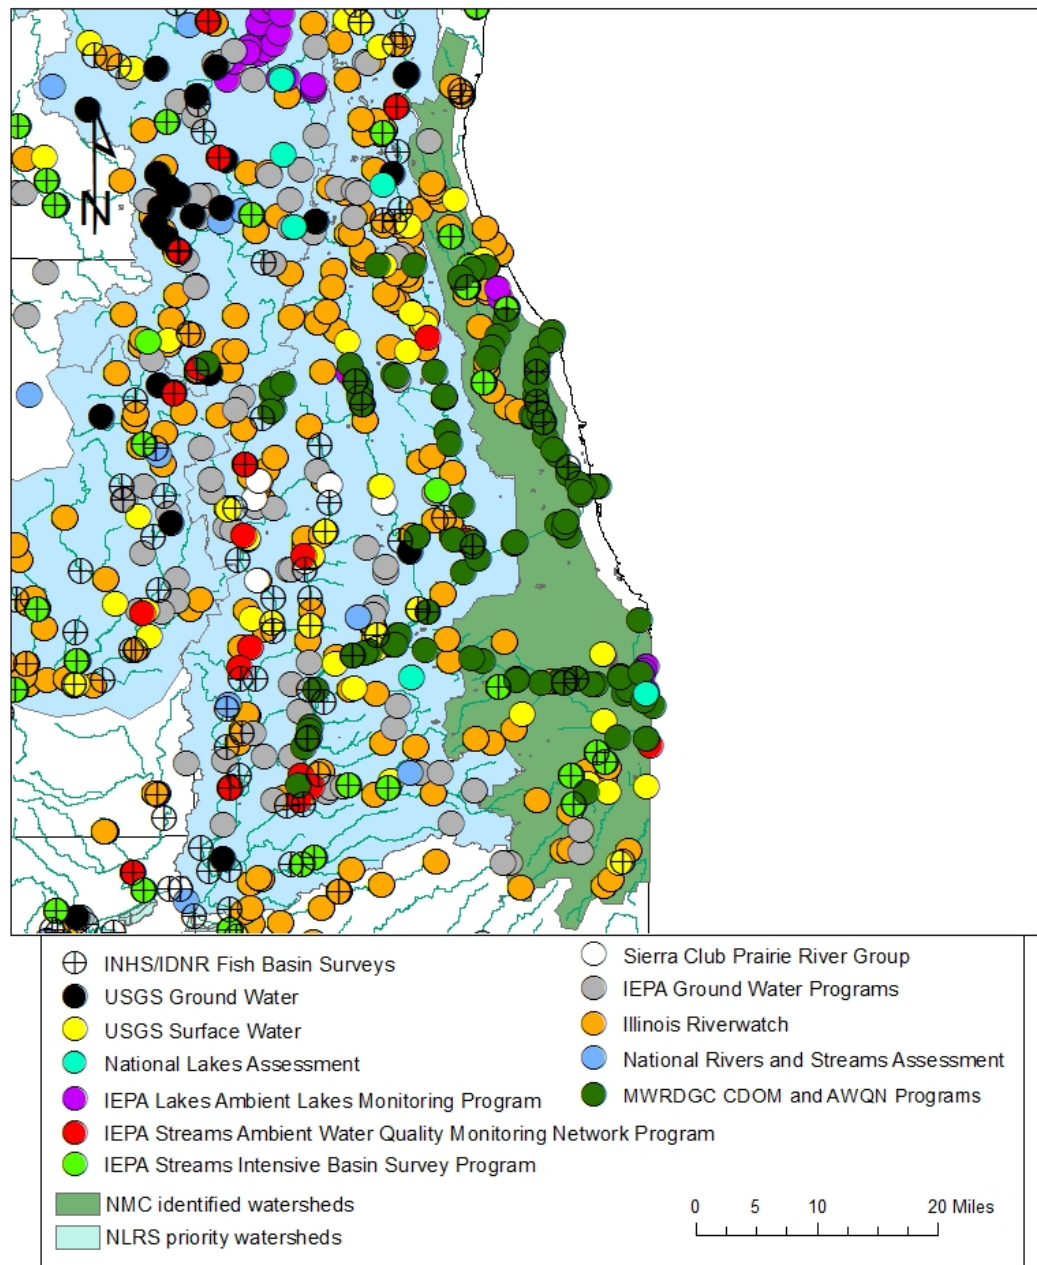 N
INHS/IDNR Fish Basin Surveys
USGS Ground Water
USGS Surface Water
National Lakes Assessment
IEPA Lakes Ambient Lakes Monitoring Program
IEPA Streams Ambient Water Quality Monitoring Network Program
IEPA Streams Intensive Basin Survey Program
NMC identified watersheds
NLRS priority watersheds
Sierra Club Prairie River Group
IEPA Ground Water Programs
Illinois Riverwatch
National Rivers and Streams Assessment
MWRDGC CDOM and AWQN Programs
0 5 10 20 Miles